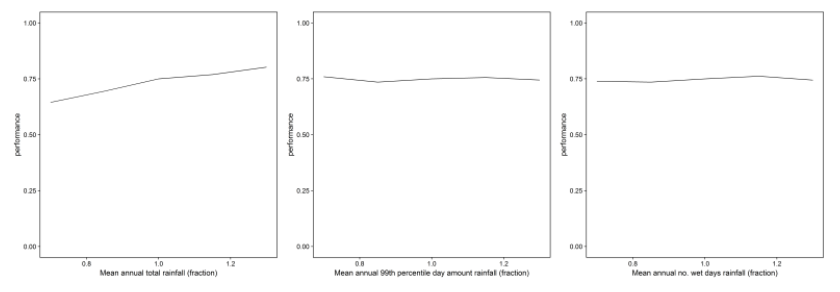 1.00
0.75
0.50
0.25
0.00
performance
0.8 1.0 1.2
Mean annual total rainfall (fraction)
1.00
0.75
0.50
0.25
0.00
performance
0.8 1.0 1.2
Mean annual 99th percentile day amount rainfall (fraction)
1.00
0.75
0.50
0.25
0.00
performance
0.8 1.0 1.2
Mean annual no. wet days rainfall (fraction)